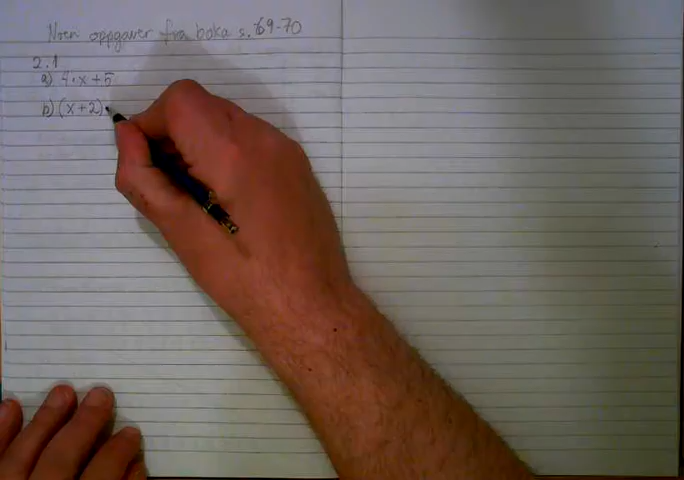 Noen oppgaver fra boka s. 69-70
2.1
a) 4·x+5
b) (x+2)·